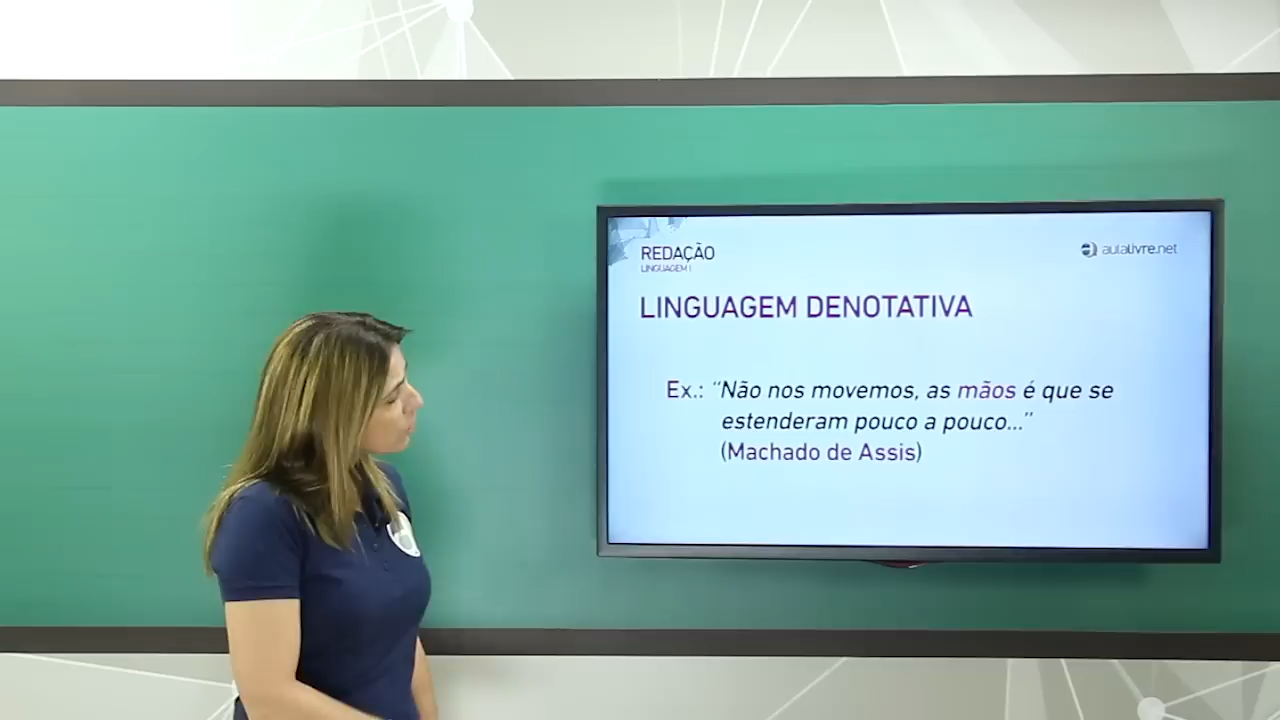 REDAÇÃO
LINGUAGEM I
aulalivre.net
LINGUAGEM DENOTATIVA
Ex.: "Não nos movemos, as mãos é que se
estenderam pouco a pouco..."
(Machado de Assis)